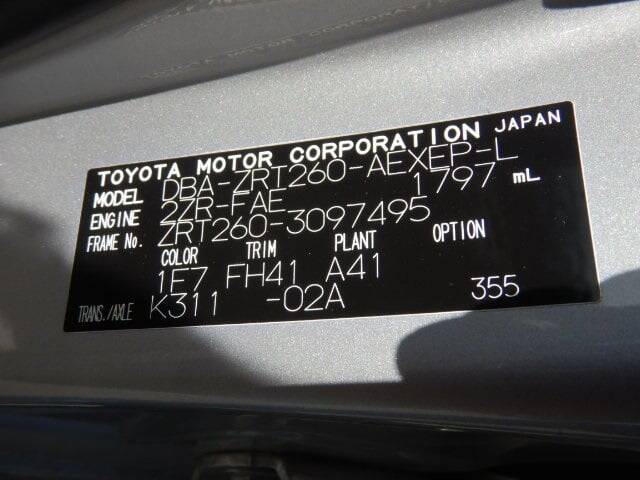 TOYOTA MOTOR CORPORATION JAPAN
MODEL DBA-ZRT260-AEXEP-L
ENGINE 2ZR-FAE 1797 mL
FRAME No. ZRT260-3097495
COLOR TRIM PLANT OPTION
1E7 FH41 A41
TRANS./AXLE K311 -02A 355